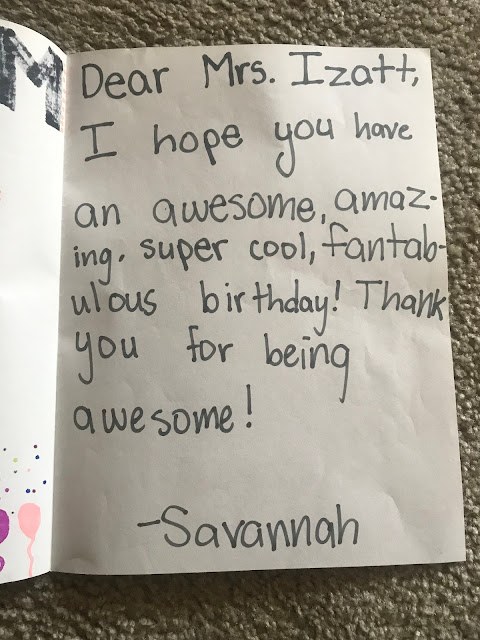 M
Dear Mrs. Izatt,
I hope you have
an awesome, amaz-
ing, super cool, fantab-
ulous birthday! Thank
you for being
awesome!
-Savannah